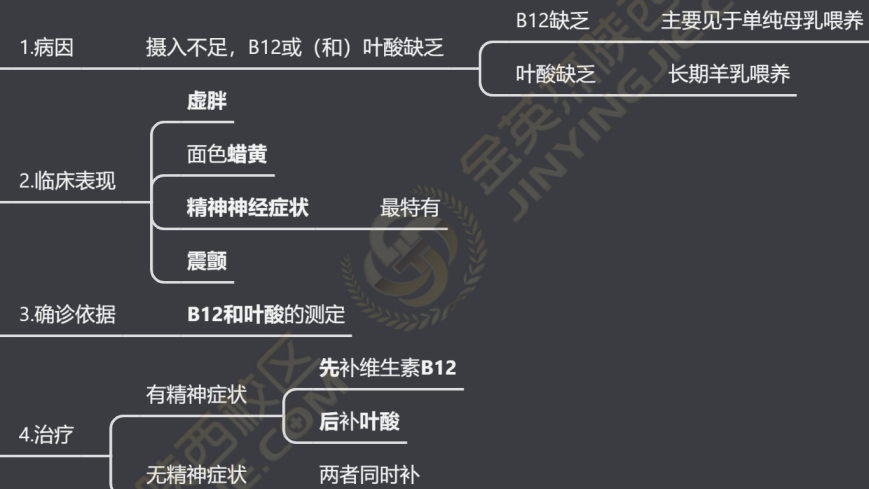 B12缺乏 主要见于单纯母乳喂养
1.病因 摄入不足，B12或（和）叶酸缺乏
叶酸缺乏 长期羊乳喂养
虚胖
面色蜡黄
2.临床表现
精神神经症状 最特有
震颤
3.确诊依据 B12和叶酸的测定
先补维生素B12
有精神症状
后补叶酸
4.治疗
无精神症状 两者同时补
JINYINGJIE
陕西校区